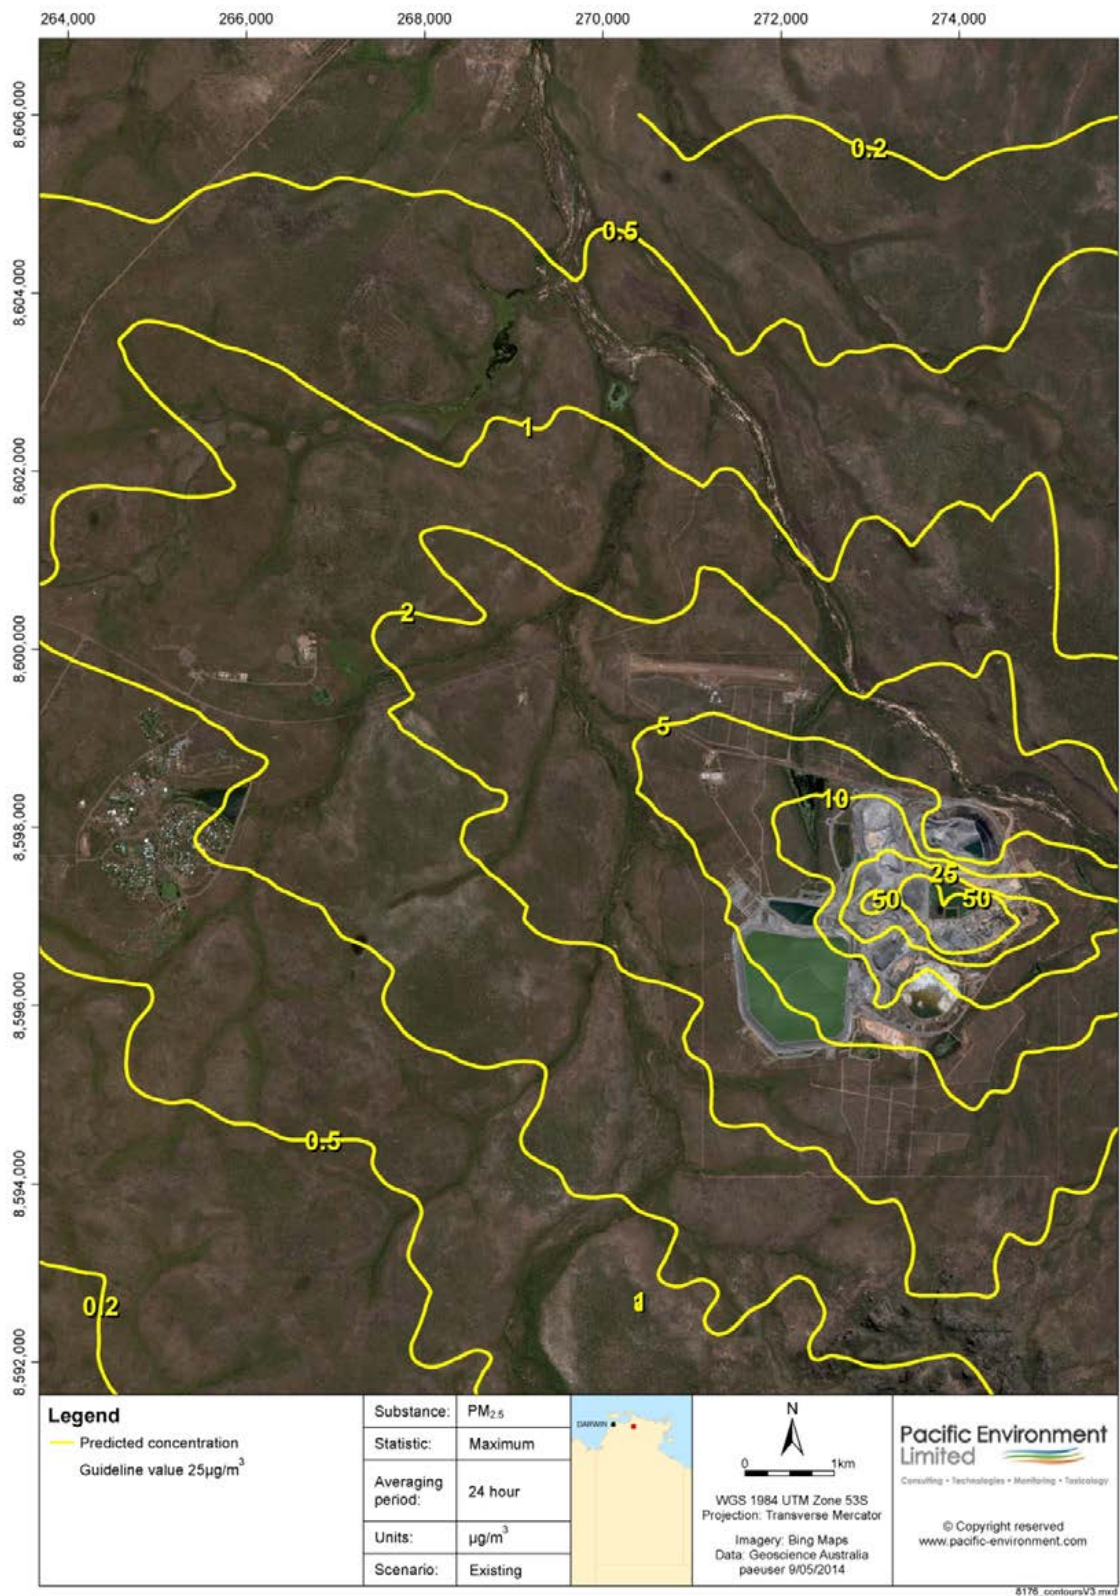 264,000 266,000 268,000 270,000 272,000 274,000
8,606,000
8,604,000
8,602,000
8,600,000
8,598,000
8,596,000
8,594,000
8,592,000
0.2
0.5
1
2
5
10
25
50 50
0.5
1
0.2
Legend
Predicted concentration
Guideline value 25µg/m³
Substance: PM₂.₅
Statistic: Maximum
Averaging
period: 24 hour
Units: µg/m³
Scenario: Existing
DARWIN
N
0 1km
WGS 1984 UTM Zone 53S
Projection: Transverse Mercator
Imagery: Bing Maps
Data: Geoscience Australia
paeuser 9/05/2014
Pacific Environment
Limited
Consulting • Technologies • Monitoring • Toxicology
© Copyright reserved
www.pacific-environment.com
8176_contoursV3.mxd